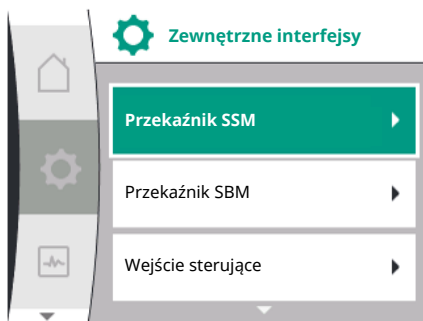 Zewnętrzne interfejsy
Przekaźnik SSM
Przekaźnik SBM
Wejście sterujące